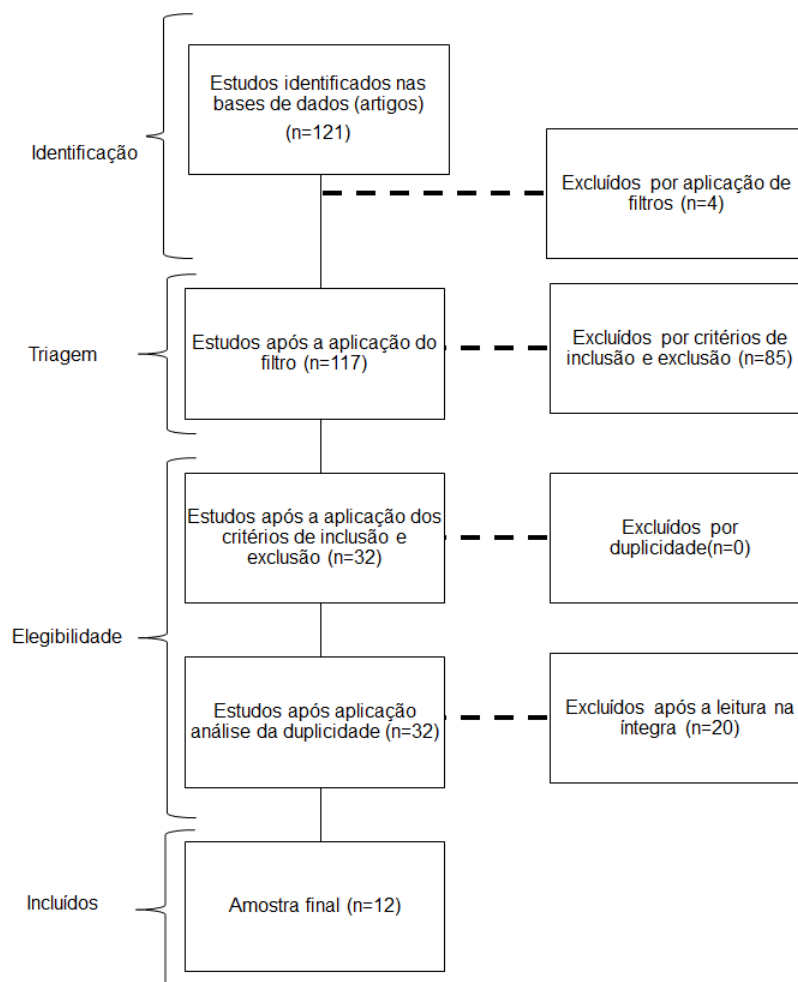 Identificação
Estudos identificados nas
bases de dados (artigos)
(n=121)
Excluídos por aplicação de
filtros (n=4)
Triagem
Estudos após a aplicação do
filtro (n=117)
Excluídos por critérios de
inclusão e exclusão (n=85)
Elegibilidade
Estudos após a aplicação dos
critérios de inclusão e
exclusão (n=32)
Excluídos por
duplicidade(n=0)
Estudos após aplicação
análise da duplicidade (n=32)
Excluídos após a leitura na
íntegra (n=20)
Incluídos
Amostra final (n=12)